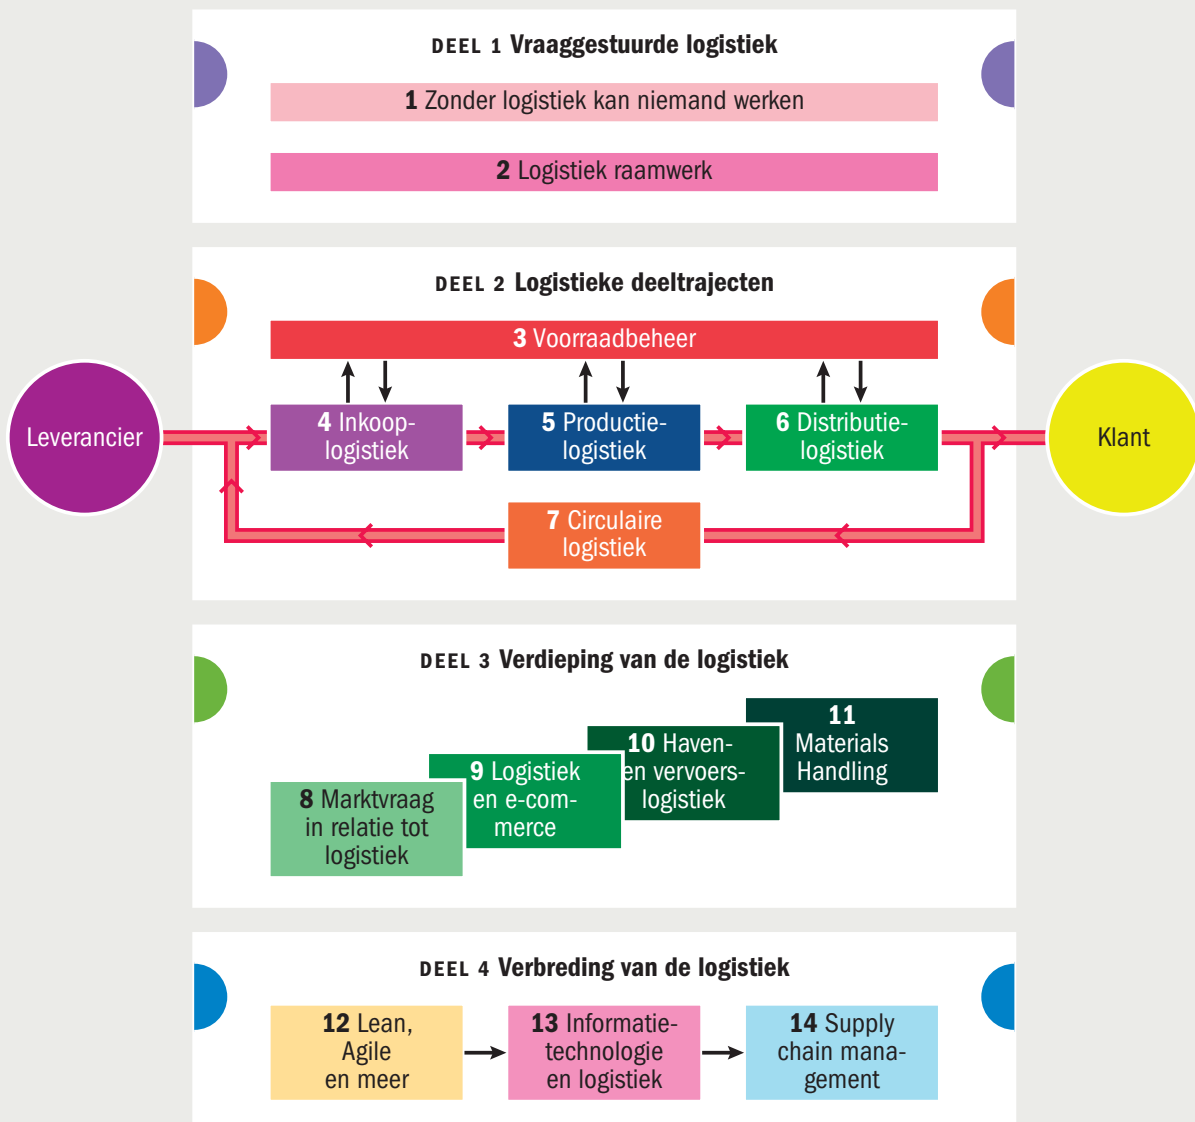 DEEL 1 Vraaggestuurde logistiek
1 Zonder logistiek kan niemand werken
2 Logistiek raamwerk
DEEL 2 Logistieke deeltrajecten
3 Voorraadbeheer
Leverancier
4 Inkoop-
logistiek
5 Productie-
logistiek
6 Distributie-
logistiek
Klant
7 Circulaire
logistiek
DEEL 3 Verdieping van de logistiek
8 Marktvraag
in relatie tot
logistiek
9 Logistiek
en e-com-
merce
10 Haven-
en vervoers-
logistiek
11
Materials
Handling
DEEL 4 Verbreding van de logistiek
12 Lean,
Agile
en meer
13 Informatie-
technologie
en logistiek
14 Supply
chain mana-
gement